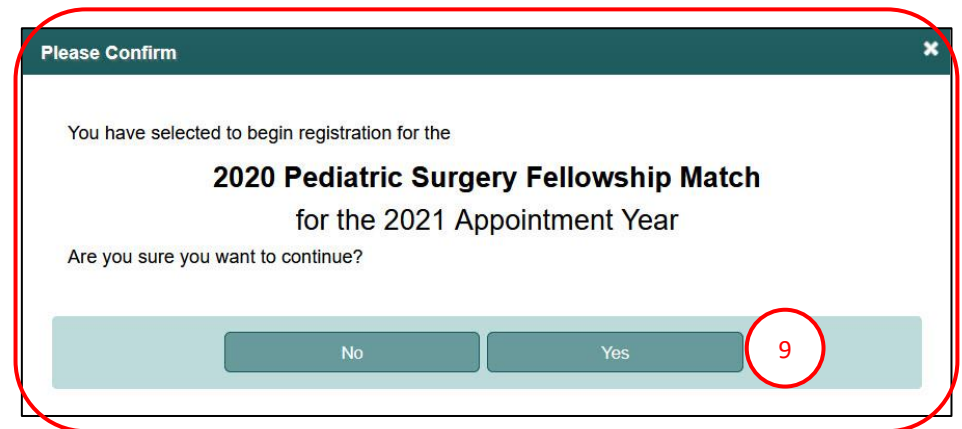 Please Confirm
You have selected to begin registration for the
2020 Pediatric Surgery Fellowship Match
for the 2021 Appointment Year
Are you sure you want to continue?
No Yes 9